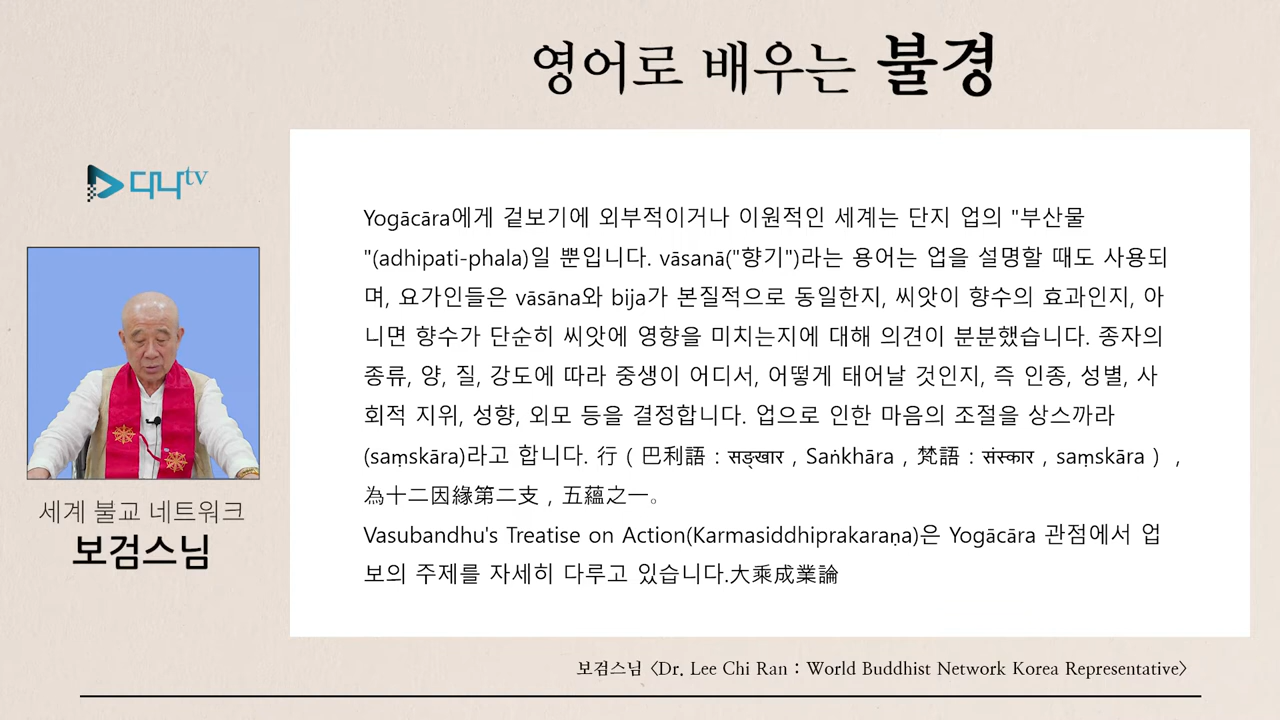 영어로 배우는 불경
디나tv
Yogācāra에게 겉보기에 외부적이거나 이원적인 세계는 단지 업의 "부산물
"(adhipati-phala)일 뿐입니다. vāsanā("향기")라는 용어는 업을 설명할 때도 사용되
며, 요가인들은 vāsāna와 bija가 본질적으로 동일한지, 씨앗이 향수의 효과인지, 아
니면 향수가 단순히 씨앗에 영향을 미치는지에 대해 의견이 분분했습니다. 종자의
종류, 양, 질, 강도에 따라 중생이 어디서, 어떻게 태어날 것인지, 즉 인종, 성별, 사
회적 지위, 성향, 외모 등을 결정합니다. 업으로 인한 마음의 조절을 상스까라
(saṃskāra)라고 합니다. 行（巴利語：सङ्खार，Saṅkhāra，梵語：संस्कार，saṃskāra），
為十二因緣第二支，五蘊之一。
Vasubandhu's Treatise on Action(Karmasiddhiprakaraṇa)은 Yogācāra 관점에서 업
보의 주제를 자세히 다루고 있습니다.大乘成業論
세계 불교 네트워크
보검스님
보검스님 <Dr. Lee Chi Ran : World Buddhist Network Korea Representative>